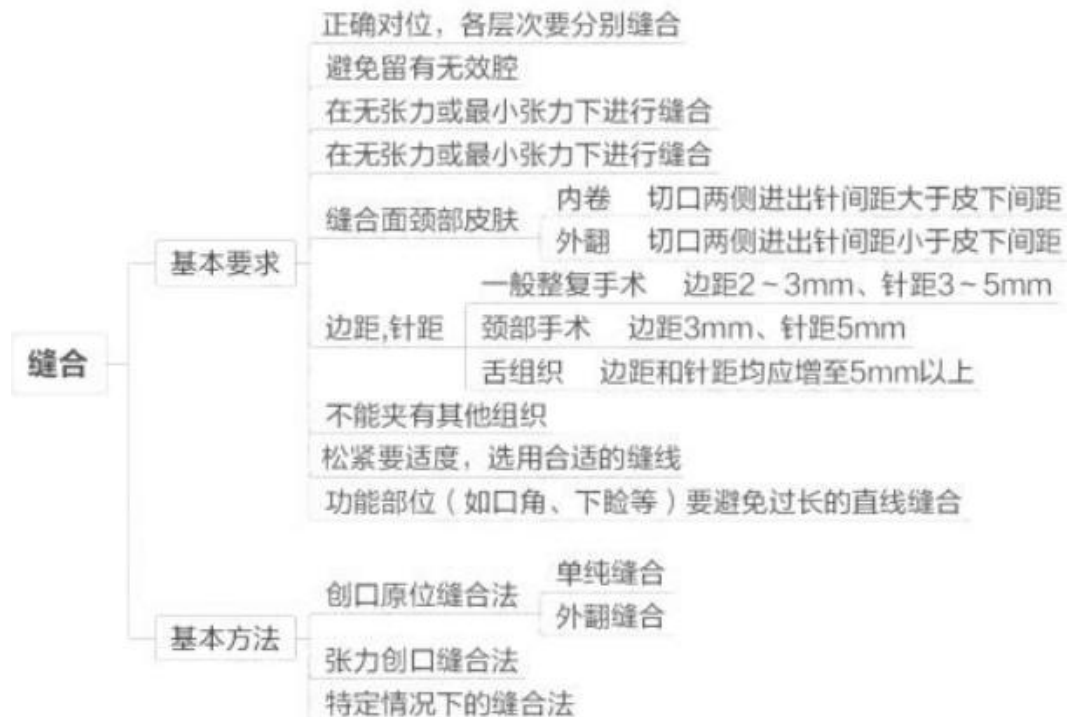 正确对位，各层次要分别缝合
避免留有无效腔
在无张力或最小张力下进行缝合
在无张力或最小张力下进行缝合
缝合面颈部皮肤
内卷 切口两侧进出针间距大于皮下间距
外翻 切口两侧进出针间距小于皮下间距
基本要求
边距,针距
一般整复手术 边距2~3mm、针距3~5mm
颈部手术 边距3mm、针距5mm
舌组织 边距和针距均应增至5mm以上
缝合
不能夹有其他组织
松紧要适度，选用合适的缝线
功能部位（如口角、下睑等）要避免过长的直线缝合
基本方法
创口原位缝合法
单纯缝合
外翻缝合
张力创口缝合法
特定情况下的缝合法